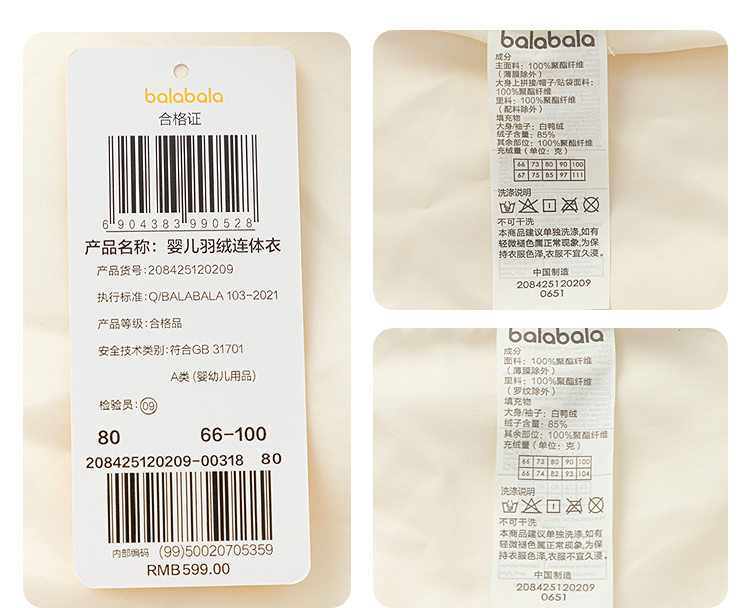 balabala
合格证
6 904383 990528
产品名称：婴儿羽绒连体衣
产品货号：208425120209
执行标准：Q/BALABALA 103-2021
产品等级：合格品
安全技术类别：符合GB 31701
A类 (婴幼儿用品)
检验员：09
80 66-100
208425120209-00318 80
内部编码 (99)50020705359
RMB599.00
balabala
成分
主面料：100%聚酯纤维
（薄膜除外）
大身上拼接/帽子/贴袋面料：
100%聚酯纤维
里料：100%聚酯纤维
（配料除外）
填充物
大身/袖子：白鸭绒
绒子含量：85%
其余部位：100%聚酯纤维
充绒量（单位：克）
66 73 80 90 100
67 75 85 97 111
洗涤说明
不可干洗
本商品建议单独洗涤,如有
轻微褪色属正常现象,为保
持衣服色泽,衣服不宜久浸。
中国制造
208425120209
0651
balabala
成分
面料：100%聚酯纤维
（薄膜除外）
里料：100%聚酯纤维
（罗纹除外）
填充物
大身/袖子：白鸭绒
绒子含量：85%
其余部位：100%聚酯纤维
充绒量（单位：克）
66 73 80 90 100
66 74 82 93 104
洗涤说明
不可干洗
本商品建议单独洗涤,如有
轻微褪色属正常现象,为保
持衣服色泽,衣服不宜久浸。
中国制造
208425120209
0651